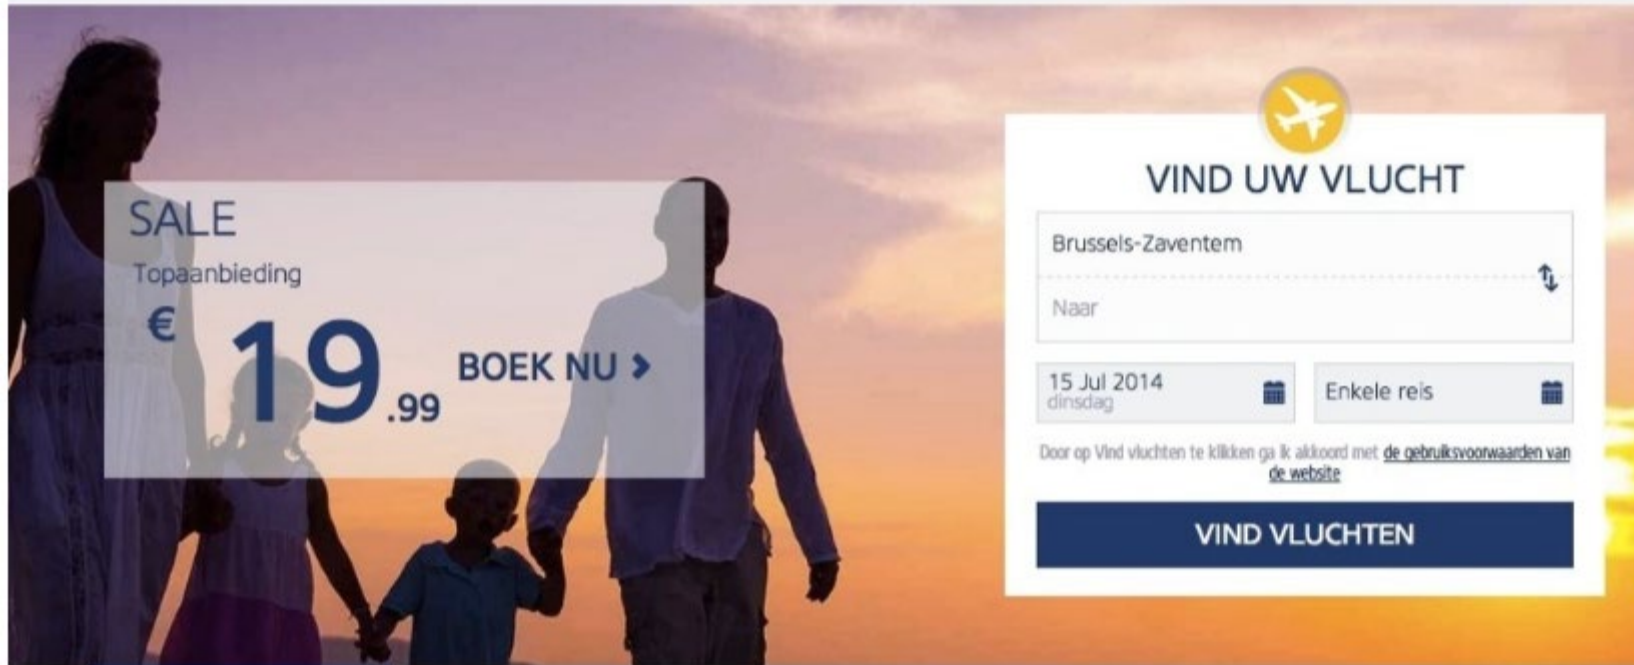 SALE
Topaanbieding
€ 19.99
BOEK NU
VIND UW VLUCHT
Brussels-Zaventem
Naar
15 Jul 2014
dinsdag
Enkele reis
Door op Vind vluchten te klikken ga ik akkoord met de gebruiksvoorwaarden van
de website
VIND VLUCHTEN